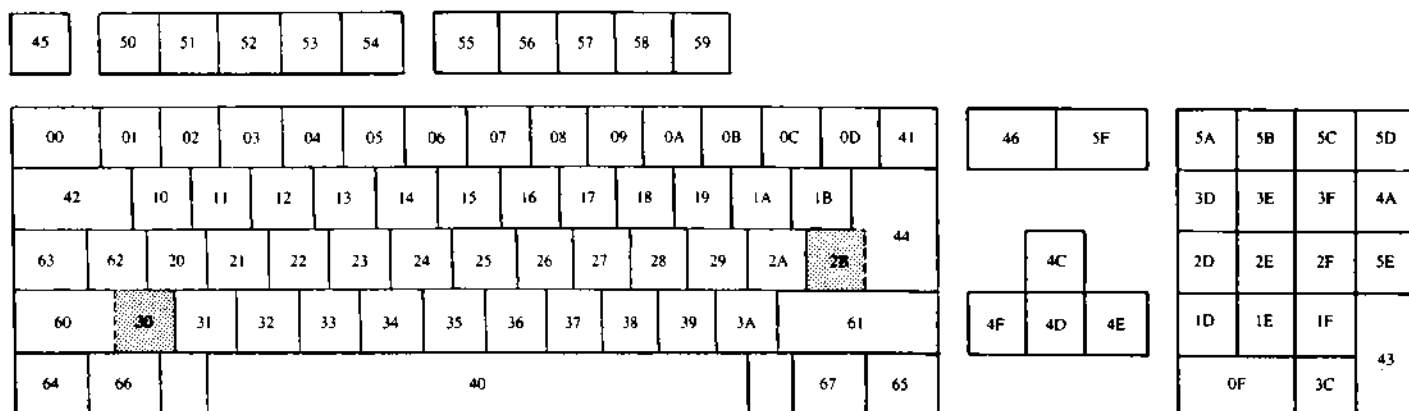 45 50 51 52 53 54 55 56 57 58 59
00 01 02 03 04 05 06 07 08 09 0A 0B 0C 0D 41 46 5F 5A 5B 5C 5D
42 10 11 12 13 14 15 16 17 18 19 1A 1B 44 3D 3E 3F 4A
63 62 20 21 22 23 24 25 26 27 28 29 2A 2B 4C 2D 2E 2F 5E
60 30 31 32 33 34 35 36 37 38 39 3A 61 4F 4D 4E 1D 1E 1F 43
64 66 40 67 65 0F 3C